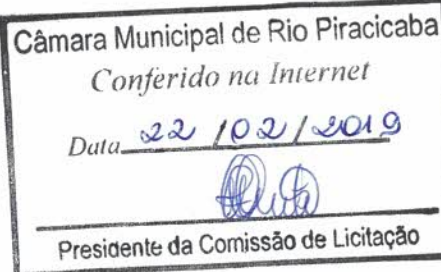 Câmara Municipal de Rio Piracicaba
Conferido na Internet
Data 22 / 02 / 2019
Presidente da Comissão de Licitação